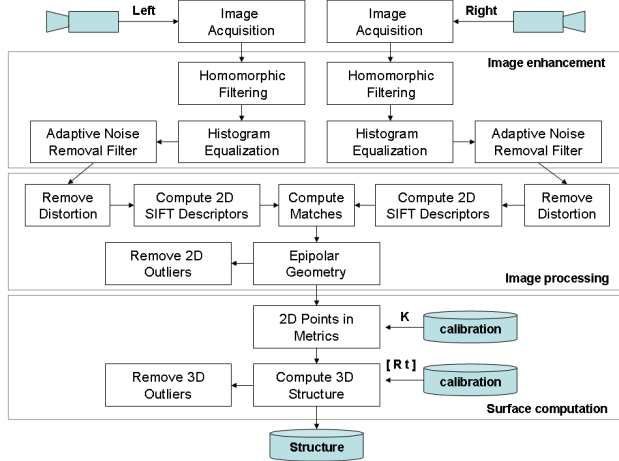 Left
Image
Acquisition
Image
Acquisition
Right
Image enhancement
Homomorphic
Filtering
Homomorphic
Filtering
Adaptive Noise
Removal Filter
Histogram
Equalization
Histogram
Equalization
Adaptive Noise
Removal Filter
Remove
Distortion
Compute 2D
SIFT Descriptors
Compute
Matches
Compute 2D
SIFT Descriptors
Remove
Distortion
Remove 2D
Outliers
Epipolar
Geometry
Image processing
2D Points in
Metrics
K
calibration
Remove 3D
Outliers
Compute 3D
Structure
[ R t ]
calibration
Surface computation
Structure